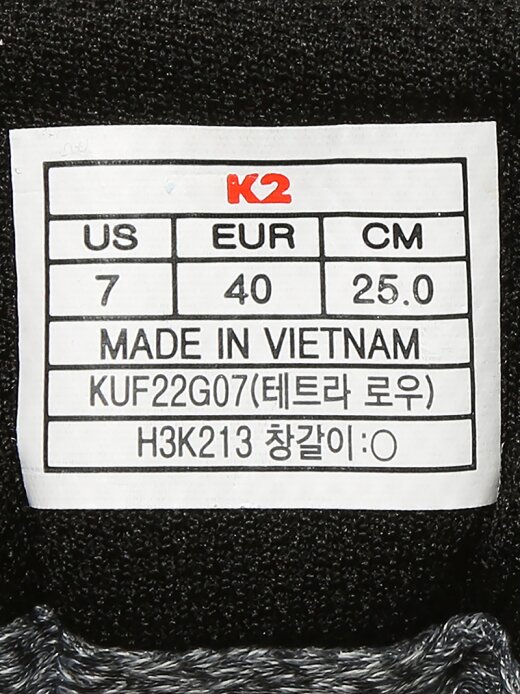 K2
US EUR CM
7 40 25.0
MADE IN VIETNAM
KUF22G07(테트라 로우)
H3K213 창갈이:○